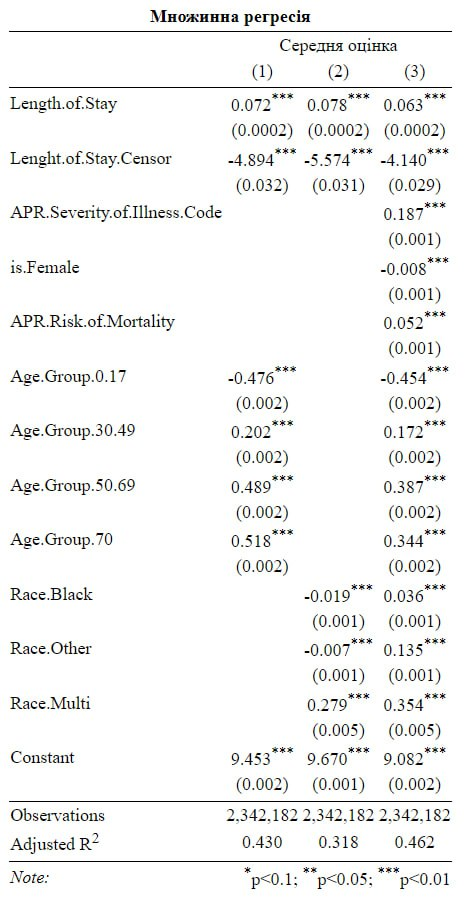 Множинна регресія
Середня оцінка
(1) (2) (3)
Length.of.Stay 0.072*** 0.078*** 0.063***
(0.0002) (0.0002) (0.0002)
Lenght.of.Stay.Censor -4.894*** -5.574*** -4.140***
(0.032) (0.031) (0.029)
APR.Severity.of.Illness.Code 0.187***
(0.001)
is.Female -0.008***
(0.001)
APR.Risk.of.Mortality 0.052***
(0.001)
Age.Group.0.17 -0.476*** -0.454***
(0.002) (0.002)
Age.Group.30.49 0.202*** 0.172***
(0.002) (0.002)
Age.Group.50.69 0.489*** 0.387***
(0.002) (0.002)
Age.Group.70 0.518*** 0.344***
(0.002) (0.002)
Race.Black -0.019*** 0.036***
(0.001) (0.001)
Race.Other -0.007*** 0.135***
(0.001) (0.001)
Race.Multi 0.279*** 0.354***
(0.005) (0.005)
Constant 9.453*** 9.670*** 9.082***
(0.002) (0.001) (0.002)
Observations 2,342,182 2,342,182 2,342,182
Adjusted R2 0.430 0.318 0.462
Note: *p<0.1; **p<0.05; ***p<0.01